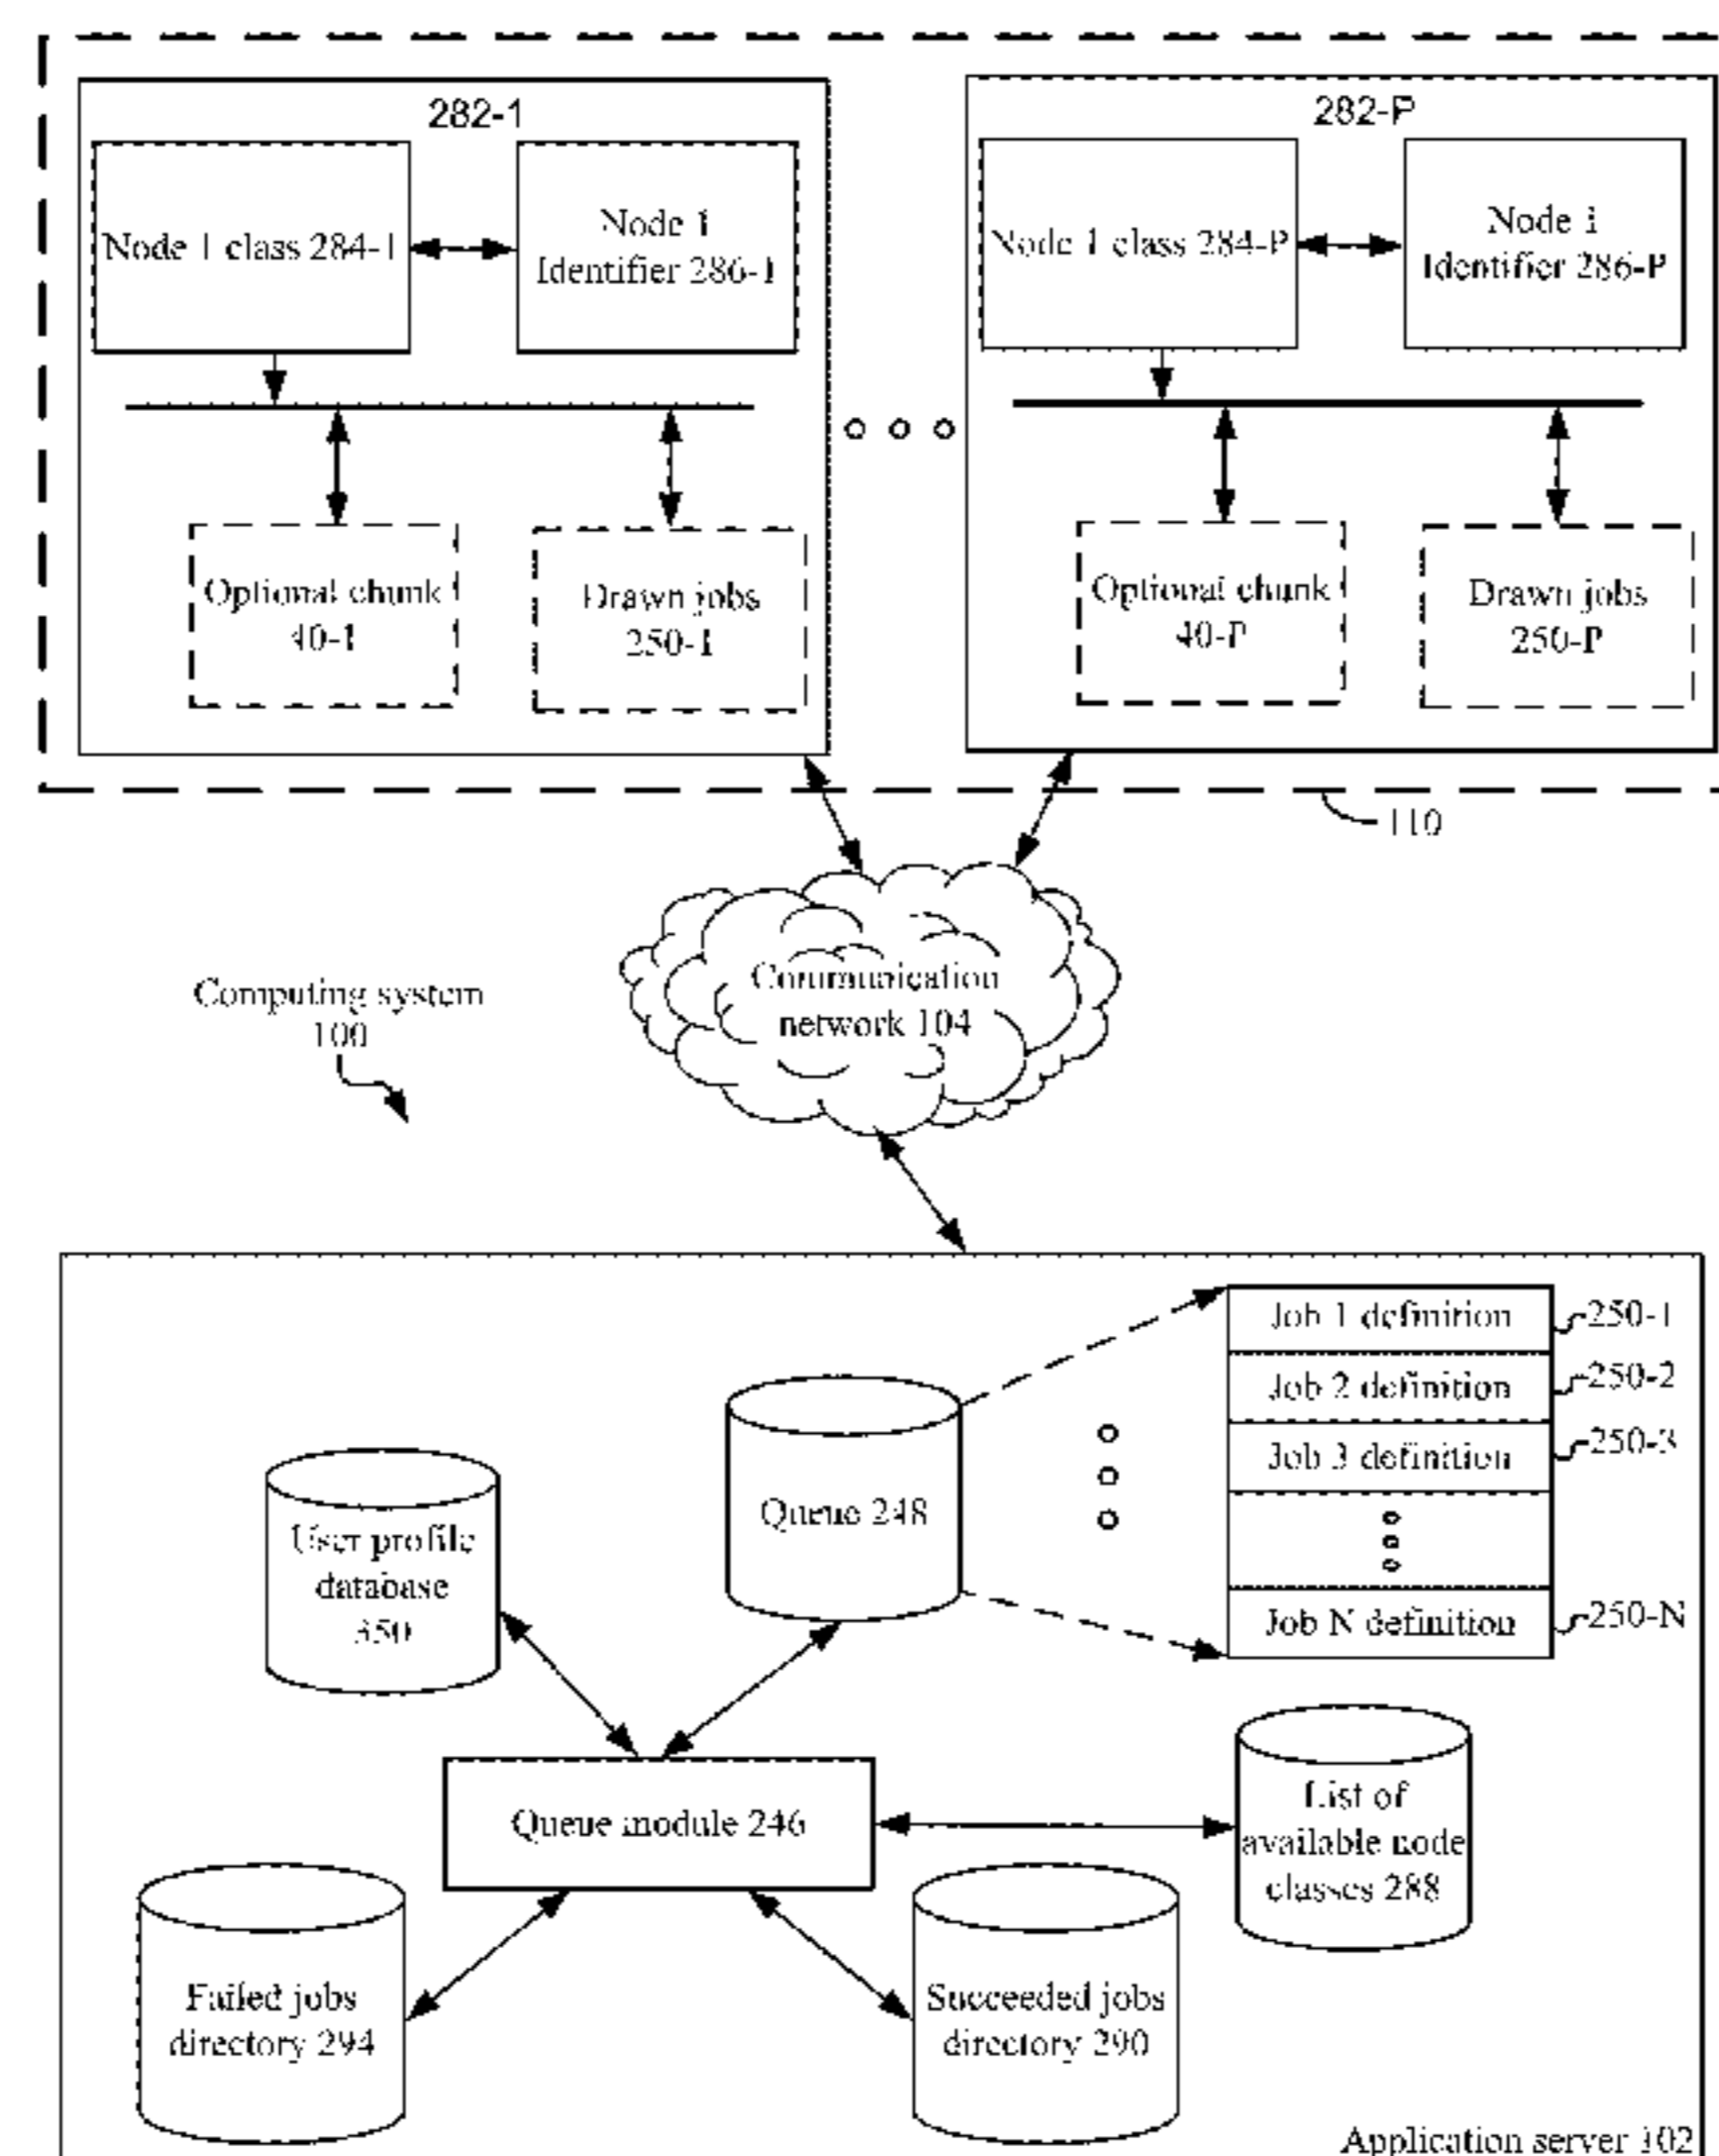 282-1
Node 1 class 284-1
Node 1
Identifier 286-1
Optional chunk
40-1
Drawn jobs
250-1
282-P
Node 1 class 284-P
Node 1
Identifier 286-P
Optional chunk
40-P
Drawn jobs
250-P
110
Communication
network 104
Computing system
100
Job 1 definition
250-1
Job 2 definition
250-2
Job 3 definition
250-3
Job N definition
250-N
Queue 248
User profile
database
350
Queue module 246
List of
available node
classes 288
Failed jobs
directory 294
Succeeded jobs
directory 290
Application server 102